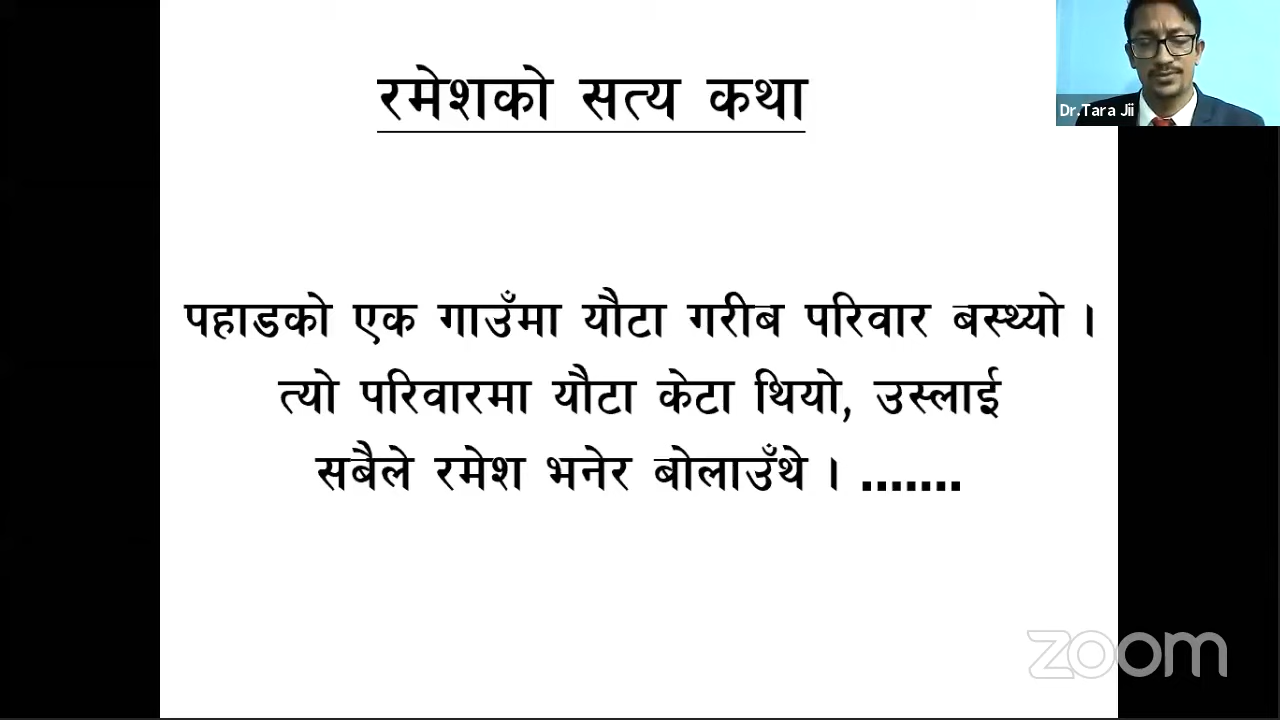 रमेशको सत्य कथा
Dr.Tara Jii
पहाडको एक गाउँमा यौटा गरीब परिवार बस्थ्यो ।
त्यो परिवारमा यौटा केटा थियो, उस्लाई
सबैले रमेश भनेर बोलाउँथे । .......
zoom